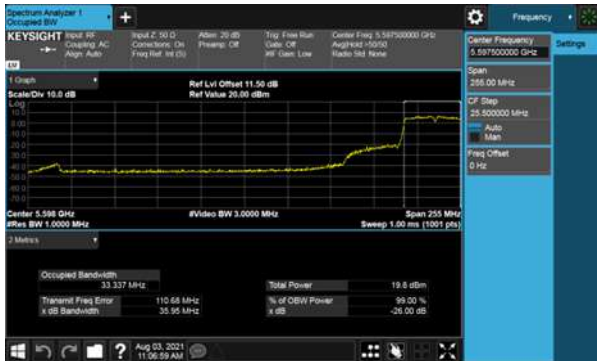 Spectrum Analyzer 1
Occupied BW
+
Frequency
KEYSIGHT Input: RF Input Z: 50 Ω Atten: 20 dB Trig: Free Run Center Freq: 5.597500000 GHz
Coupling: AC Corrections: On Preamp: Off Gate: Off Avg|Hold:>50/50
Align: Auto Freq Ref: Int (S) #IF Gain: Low Radio Std: None
Center Frequency
5.597500000 GHz
Settings
Span
255.00 MHz
CF Step
25.500000 MHz
Auto
Man
Freq Offset
0 Hz
1 Graph
Ref Lvl Offset 11.50 dB
Scale/Div 10.0 dB Ref Value 20.00 dBm
Log
10.0
0.00
Center 5.598 GHz #Video BW 3.0000 MHz Span 255 MHz
#Res BW 1.0000 MHz Sweep 1.00 ms (1001 pts)
2 Metrics
Occupied Bandwidth
33.337 MHz Total Power 19.8 dBm
Transmit Freq Error 110.68 MHz % of OBW Power 99.00 %
x dB Bandwidth 35.95 MHz x dB -26.00 dB
? Aug 03, 2021
11:06:59 AM